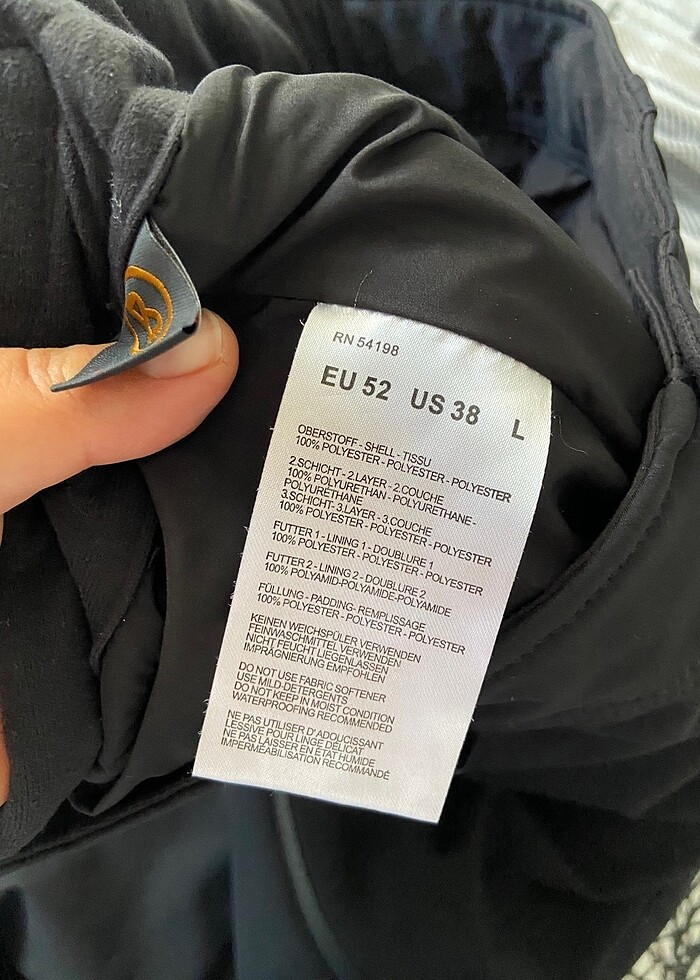 B
RN 54198
EU 52 US 38 L
OBERSTOFF - SHELL - TISSU
100% POLYESTER - POLYESTER - POLYESTER
2.SCHICHT - 2.LAYER - 2.COUCHE
100% POLYURETHAN - POLYURETHANE -
POLYURETHANE
3.SCHICHT-3.LAYER -3.COUCHE
100% POLYESTER - POLYESTER - POLYESTER
FUTTER 1 - LINING 1 - DOUBLURE 1
100% POLYESTER - POLYESTER - POLYESTER
FUTTER 2 - LINING 2 - DOUBLURE 2
100% POLYAMID-POLYAMIDE-POLYAMIDE
FÜLLUNG - PADDING- REMPLISSAGE
100% POLYESTER - POLYESTER - POLYESTER
KEINEN WEICHSPÜLER VERWENDEN
FEINWASCHMITTEL VERWENDEN
NICHT FEUCHT LIEGENLASSEN
IMPRÄGNIERUNG EMPFOHLEN
DO NOT USE FABRIC SOFTENER
USE MILD-DETERGENTS
DO NOT KEEP IN MOIST CONDITION
WATERPROOFING RECOMMENDED
NE PAS UTILISER D'ADOUCISSANT
LESSIVE POUR LINGE DÉLICAT
NE PAS LAISSER EN ÉTAT HUMIDE
IMPERMÉABILISATION RECOMMANDÉ